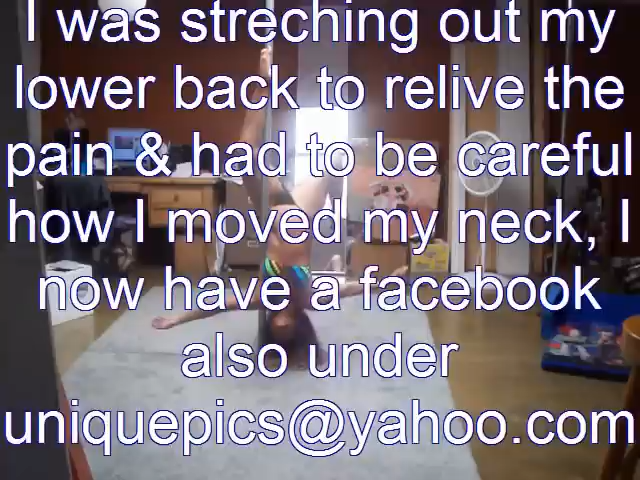 I was streching out my
lower back to relive the
pain & had to be careful
how I moved my neck, I
now have a facebook
also under
uniquepics@yahoo.com